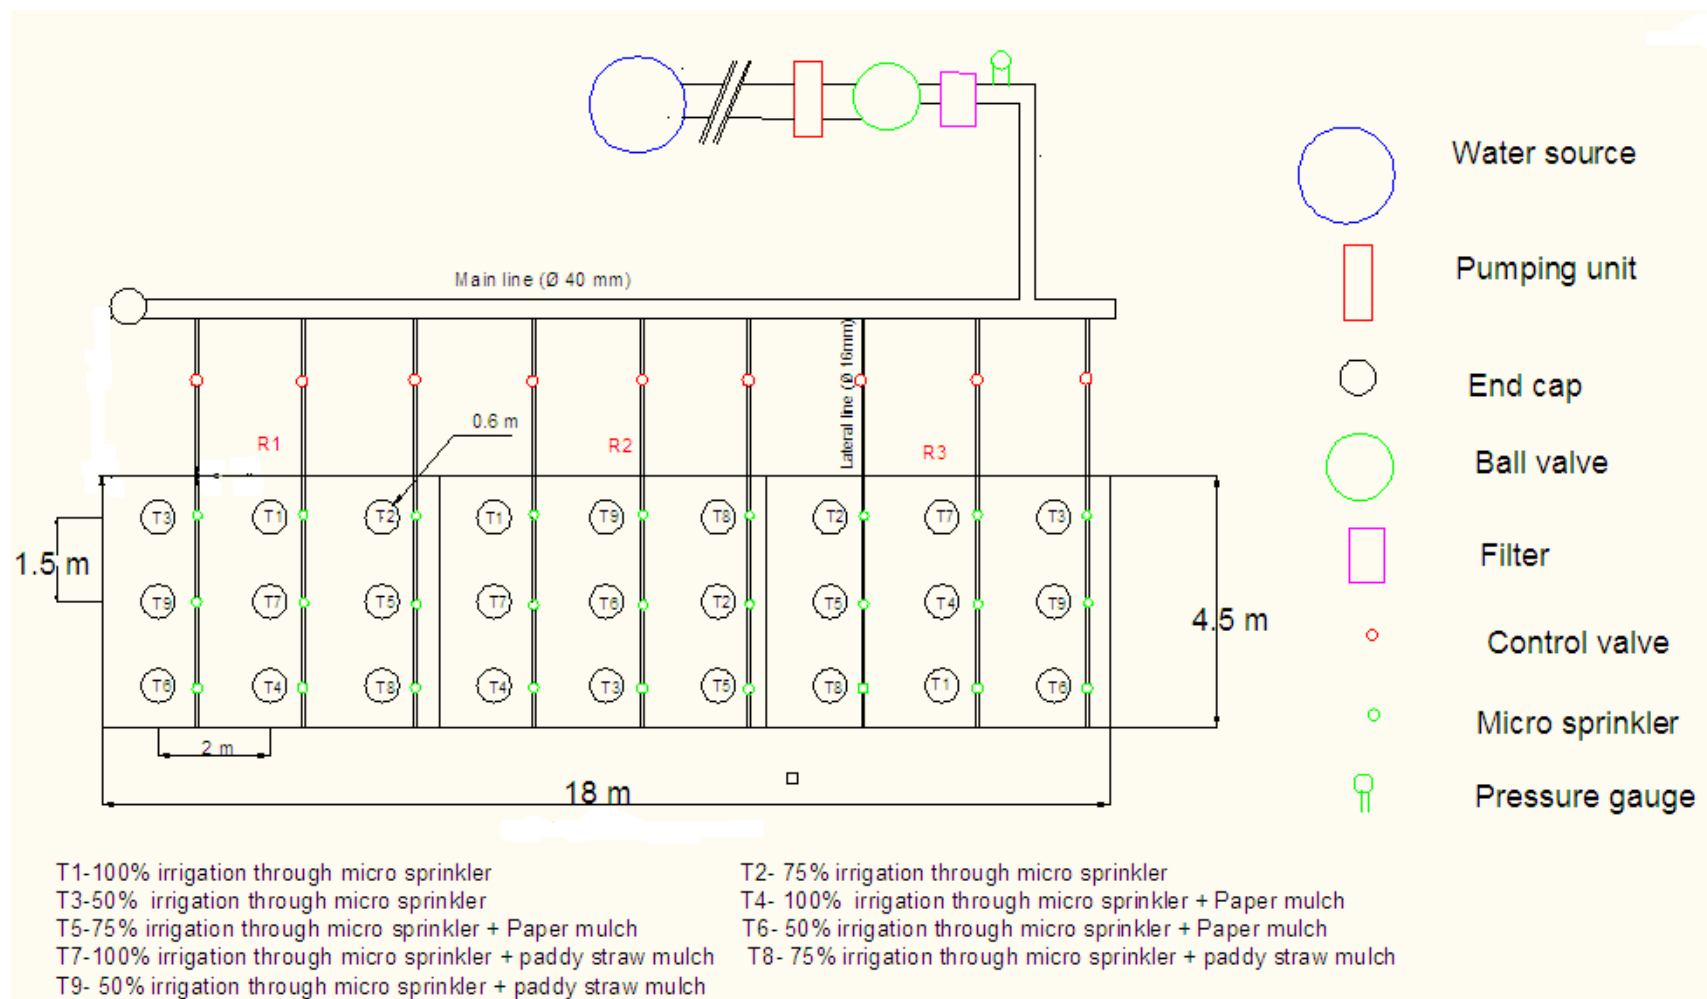 Water source
Pumping unit
Main line (Ø 40 mm)
Lateral line (Ø 16mm)
End cap
0.6 m
R1
R2
R3
Ball valve
T3 T1 T2 T1 T9 T8 T2 T7 T3
1.5 m
Filter
T9 T7 T5 T7 T6 T2 T5 T4 T9
4.5 m
Control valve
T6 T4 T8 T4 T3 T5 T8 T1 T6
Micro sprinkler
2 m
18 m
Pressure gauge
T1-100% irrigation through micro sprinkler
T2- 75% irrigation through micro sprinkler
T3-50% irrigation through micro sprinkler
T4- 100% irrigation through micro sprinkler + Paper mulch
T5-75% irrigation through micro sprinkler + Paper mulch
T6- 50% irrigation through micro sprinkler + Paper mulch
T7-100% irrigation through micro sprinkler + paddy straw mulch
T8- 75% irrigation through micro sprinkler + paddy straw mulch
T9- 50% irrigation through micro sprinkler + paddy straw mulch